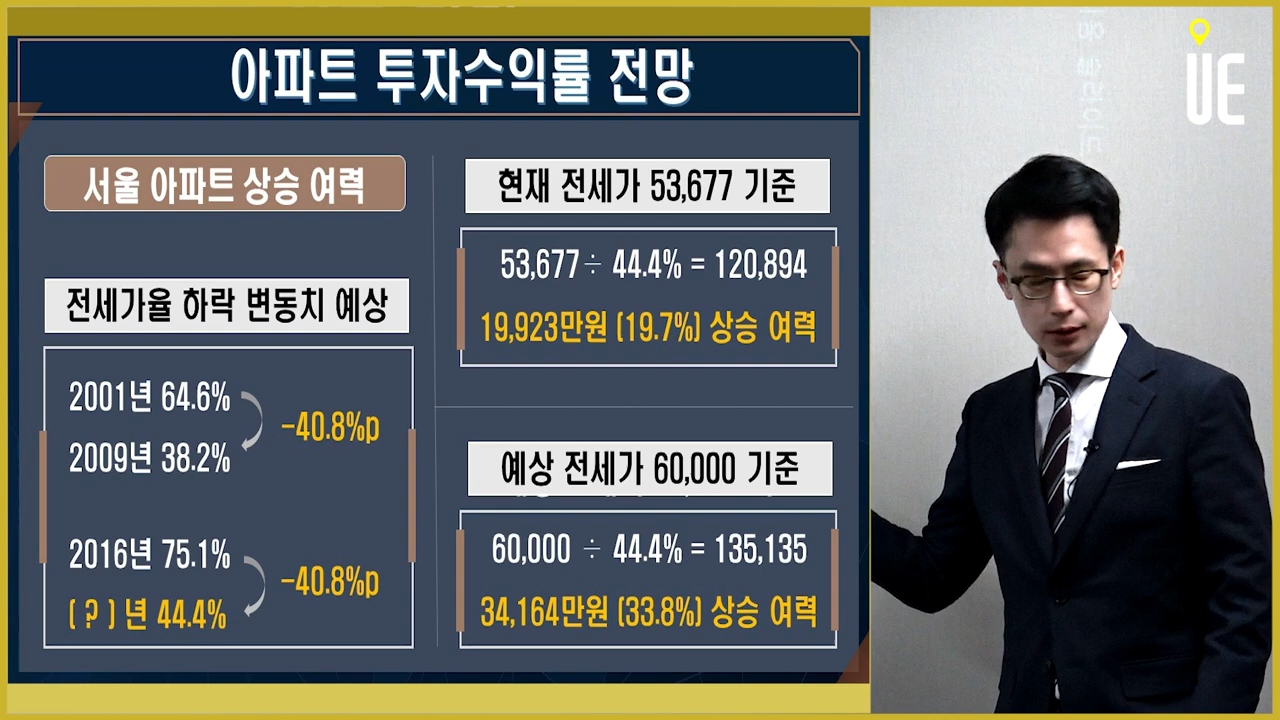 아파트 투자수익률 전망
서울 아파트 상승 여력
전세가율 하락 변동치 예상
2001년 64.6%
-40.8%p
2009년 38.2%
2016년 75.1%
-40.8%p
( ? ) 년 44.4%
현재 전세가 53,677 기준
53,677 ÷ 44.4% = 120,894
19,923만원 (19.7%) 상승 여력
예상 전세가 60,000 기준
60,000 ÷ 44.4% = 135,135
34,164만원 (33.8%) 상승 여력
UE